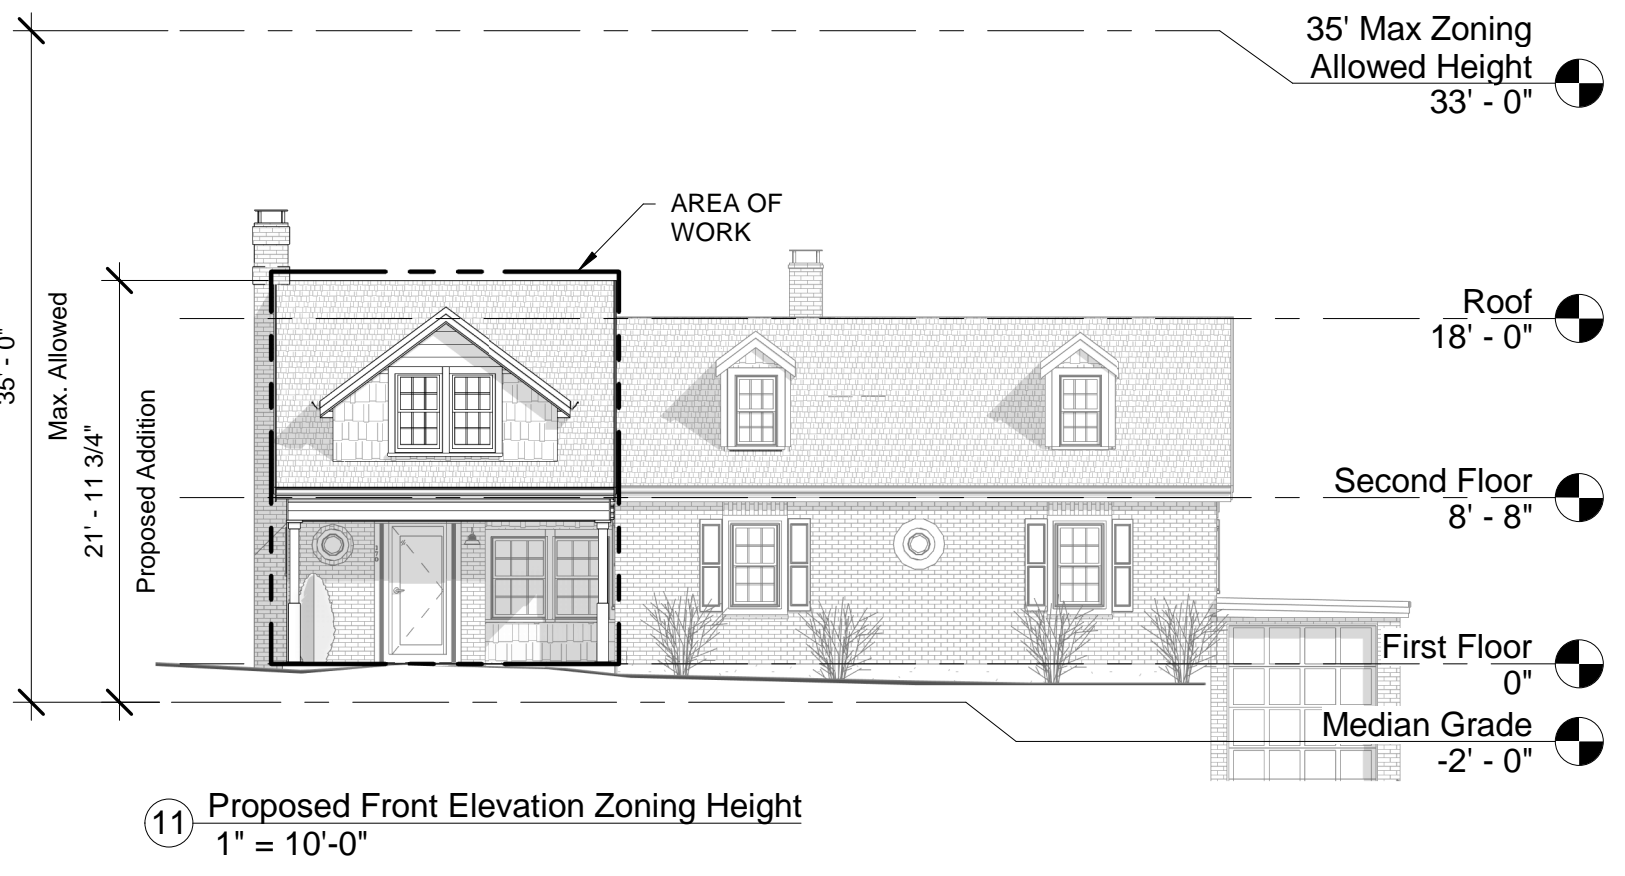 35' Max Zoning
Allowed Height
33' - 0"
AREA OF
WORK
Roof
18' - 0"
35' - 0"
Max. Allowed
21' - 11 3/4"
Proposed Addition
Second Floor
8' - 8"
First Floor
0"
Median Grade
-2' - 0"
11
Proposed Front Elevation Zoning Height
1" = 10'-0"